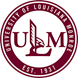 UNIVERSITY OF LOUISIANA MONROE
ULM
EST. 1931